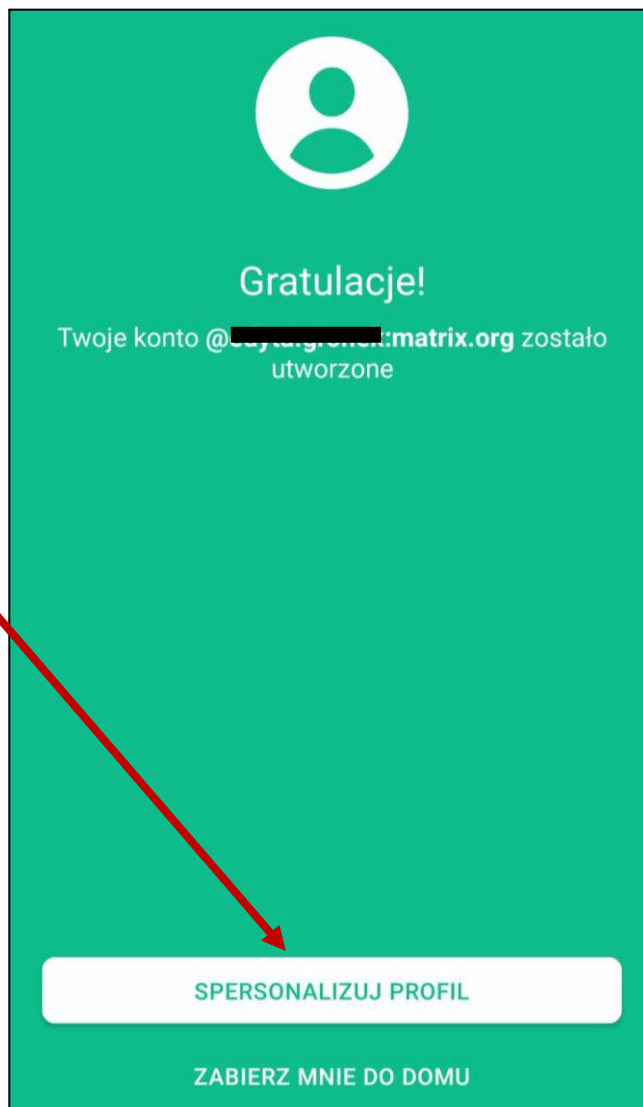 Gratulacje!
Twoje konto @:matrix.org zostało
utworzone
SPERSONALIZUJ PROFIL
ZABIERZ MNIE DO DOMU